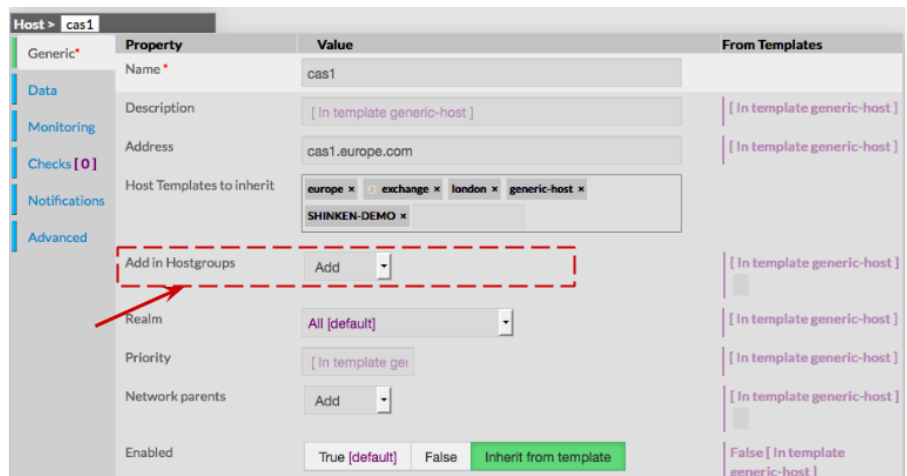 Host > cas1
Generic*
Data
Monitoring
Checks [ 0 ]
Notifications
Advanced
Property Value From Templates
Name * cas1
Description [ In template generic-host ] [ In template generic-host ]
Address cas1.europe.com [ In template generic-host ]
Host Templates to inherit europe × exchange × london × generic-host ×
SHINKEN-DEMO ×
Add in Hostgroups Add [ In template generic-host ]
Realm All [default] [ In template generic-host ]
Priority [ In template ge [ In template generic-host ]
Network parents Add [ In template generic-host ]
Enabled True [default] False Inherit from template False [ In template
generic-host ]